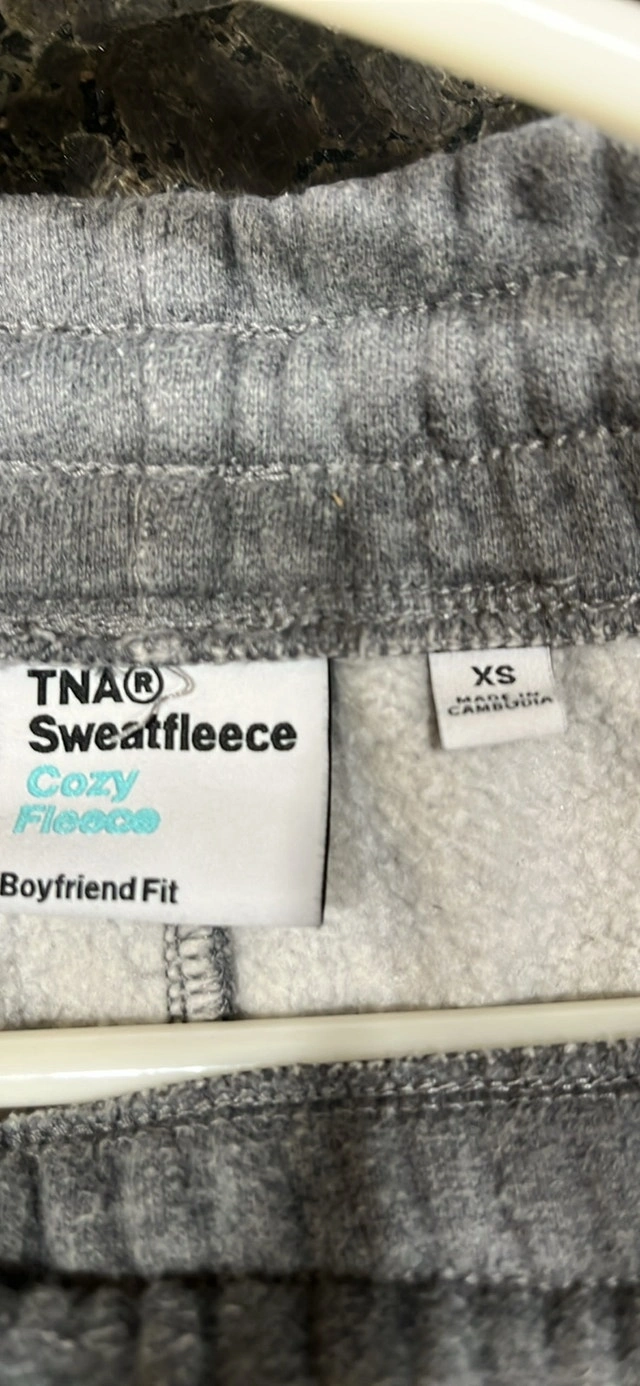 TNA®
Sweatfleece
Cozy
Fleece
Boyfriend Fit
XS
MADE IN
CAMBODIA